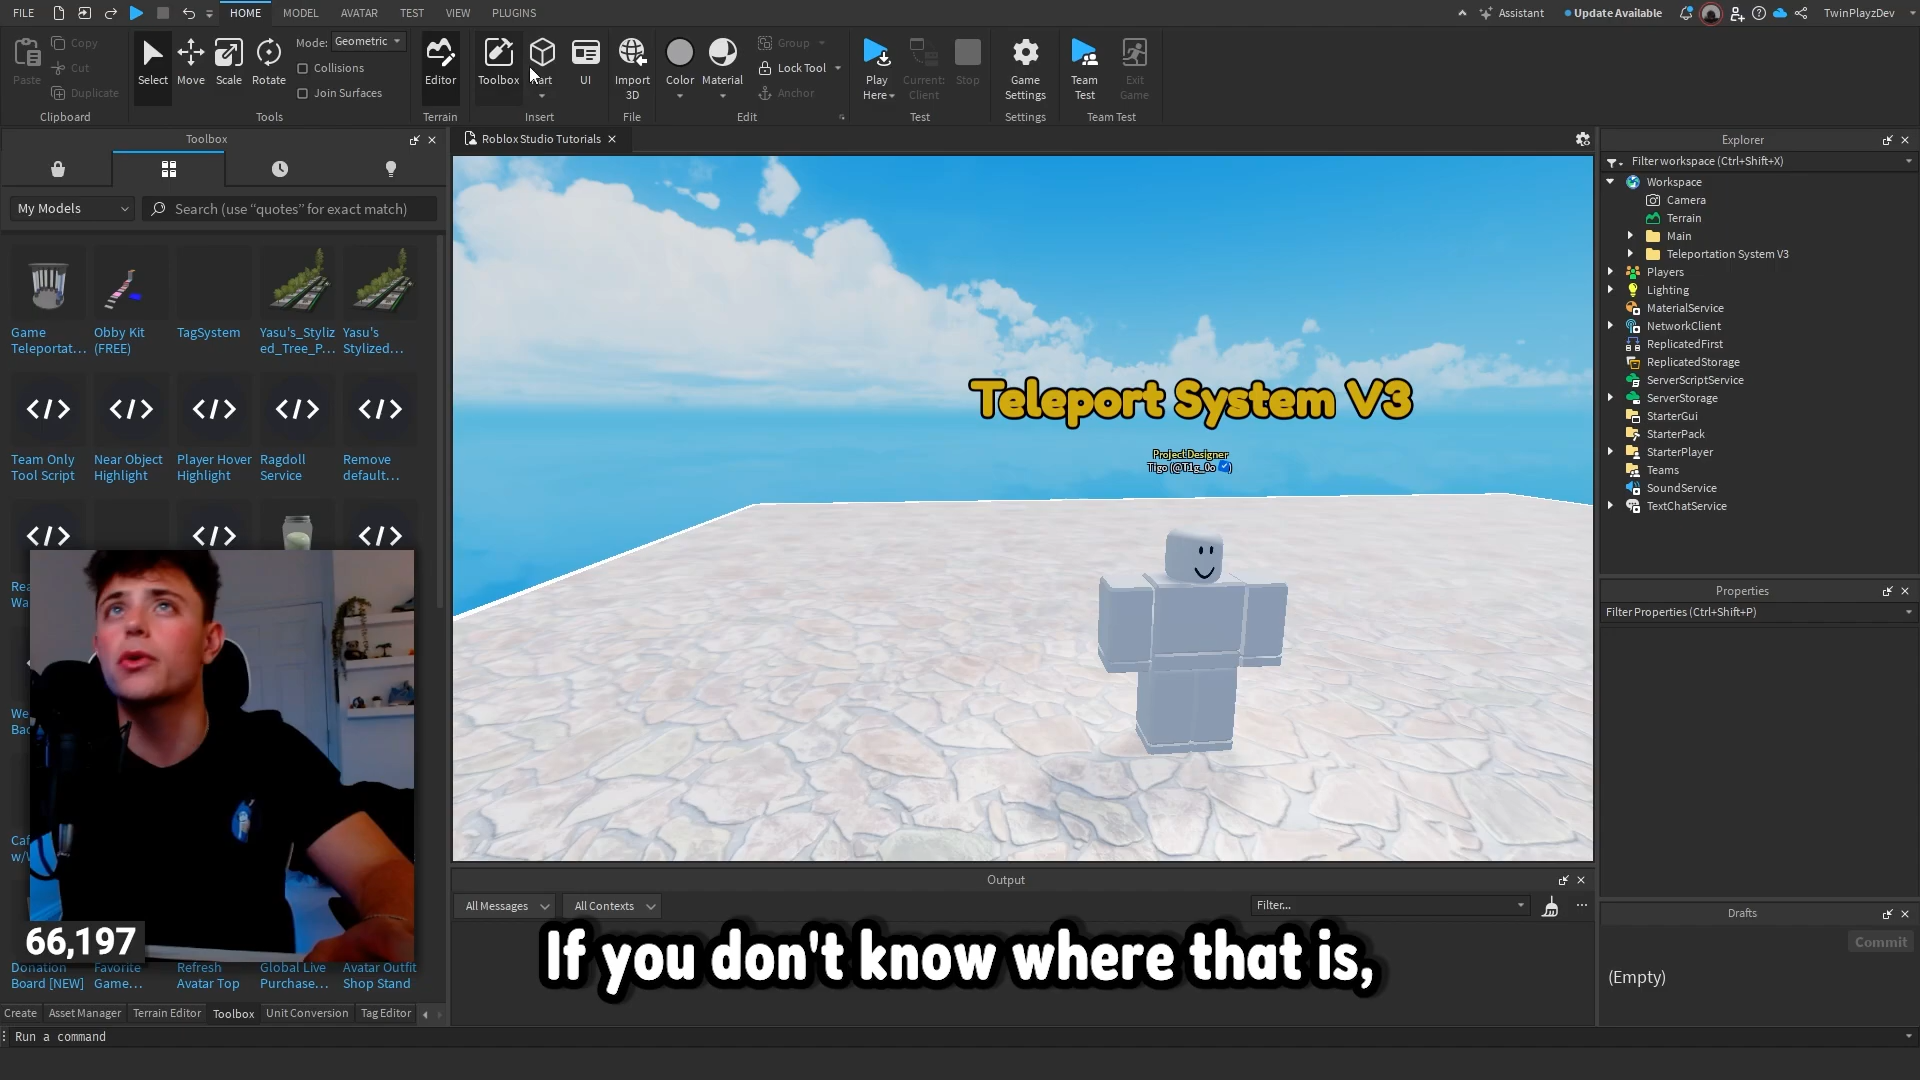 FILE HOME MODEL AVATAR TEST VIEW PLUGINS Assistant Update Available TwinPlayzDev
Paste
Copy
Cut
Duplicate
Clipboard
Select Move Scale Rotate
Mode: Geometric
Collisions
Join Surfaces
Tools
Editor
Terrain
Toolbox
UI
Insert
Import
3D
File
Color Material
Group
Lock Tool
Anchor
Edit
Play
Here
Current:
Client
Stop
Test
Game
Settings
Settings
Team
Test
Exit
Game
Team Test
Toolbox
My Models
Search (use “quotes” for exact match)
Game
Teleportat...
Obby Kit
(FREE)
TagSystem
Yasu's_Styliz
ed_Tree_P...
Yasu's
Stylized...
Team Only
Tool Script
Near Object
Highlight
Player Hover
Highlight
Ragdoll
Service
Remove
default...
66,197
Donation
Board [NEW]
Favorite
Game...
Refresh
Avatar Top
Global Live
Purchase...
Avatar Outfit
Shop Stand
Create Asset Manager Terrain Editor Toolbox Unit Conversion Tag Editor
Run a command
Roblox Studio Tutorials
Teleport System V3
Project Designer
Tigo (@T1g_0o)
Output
All Messages All Contexts Filter...
If you don't know where that is,
Explorer
Filter workspace (Ctrl+Shift+X)
Workspace
Camera
Terrain
Main
Teleportation System V3
Players
Lighting
MaterialService
NetworkClient
ReplicatedFirst
ReplicatedStorage
ServerScriptService
ServerStorage
StarterGui
StarterPack
StarterPlayer
Teams
SoundService
TextChatService
Properties
Filter Properties (Ctrl+Shift+P)
Drafts
Commit
(Empty)